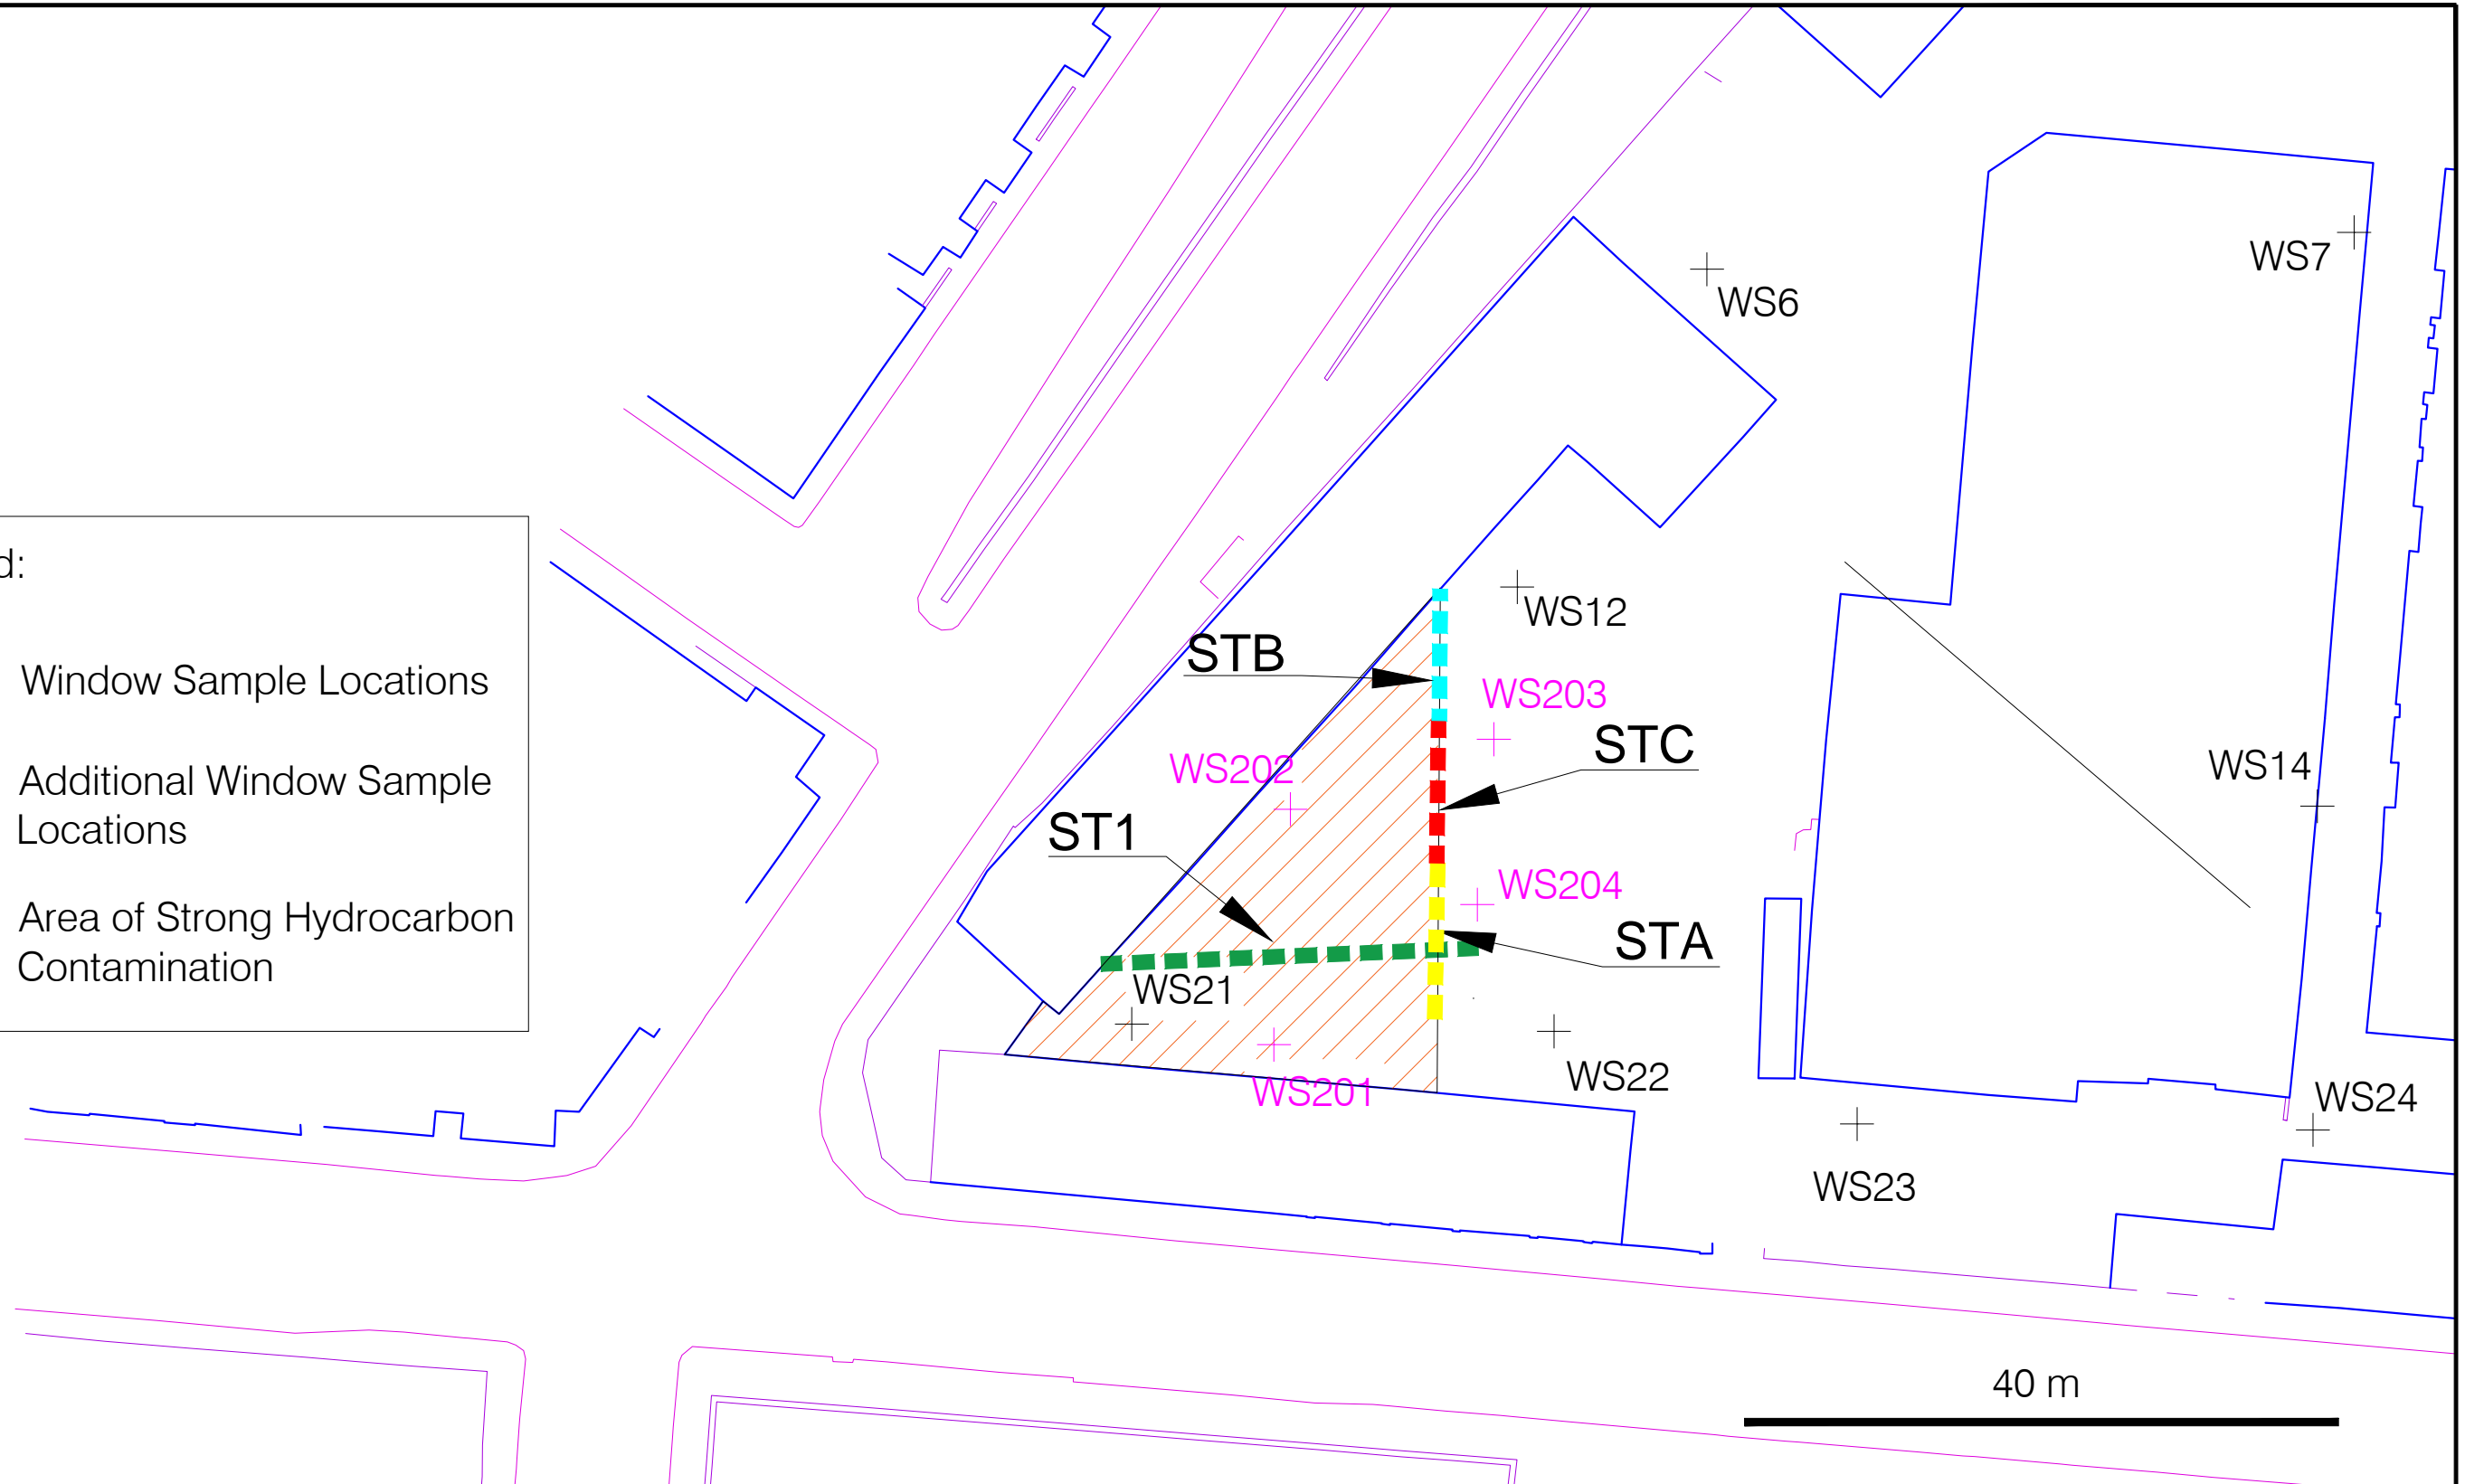 WS7
WS6
d:
WS12
STB
Window Sample Locations
WS203
STC
WS202
WS14
Additional Window Sample
Locations
ST1
WS204
Area of Strong Hydrocarbon
Contamination
STA
WS21
WS22
WS201
WS24
WS23
40 m